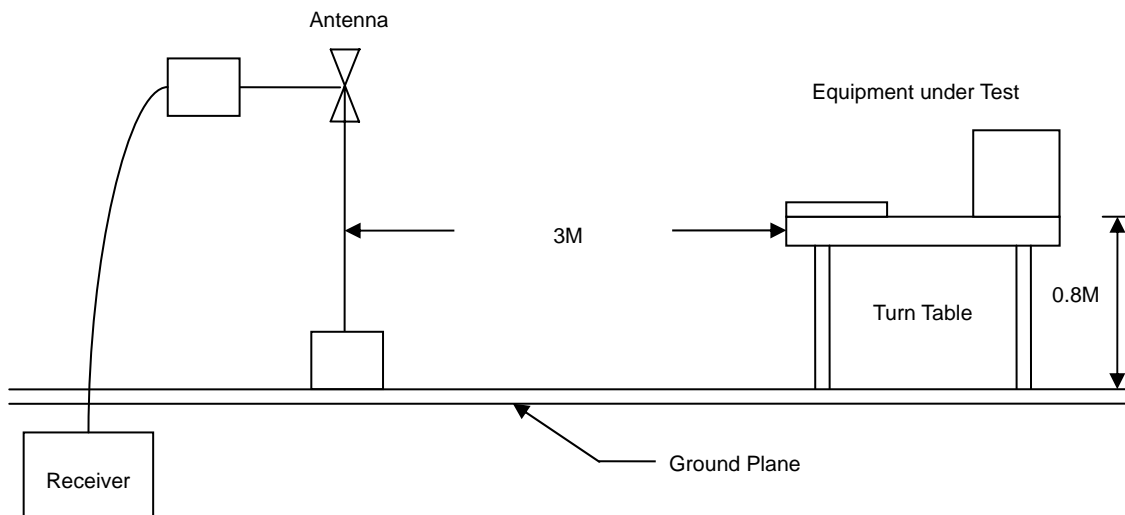 Antenna
Equipment under Test
3M
0.8M
Turn Table
Ground Plane
Receiver